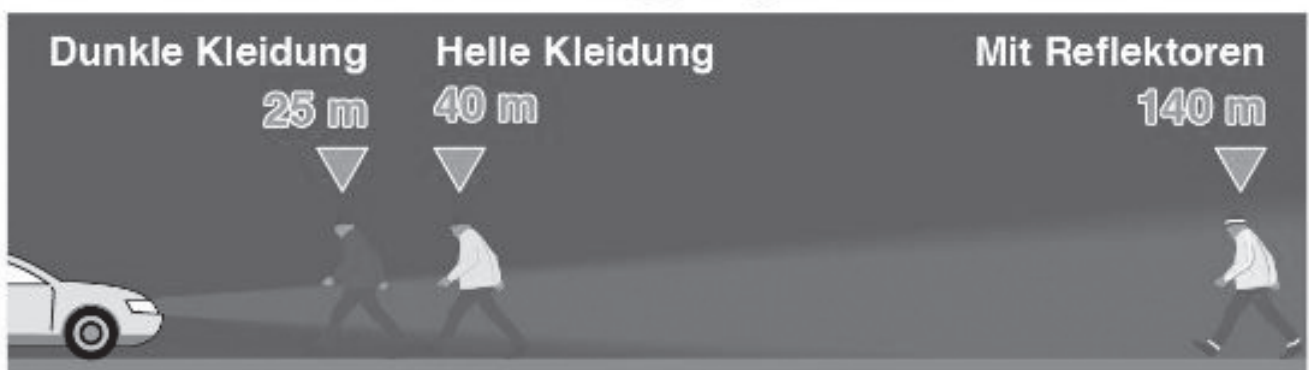 Dunkle Kleidung
25 m
Helle Kleidung
40 m
Mit Reflektoren
140 m